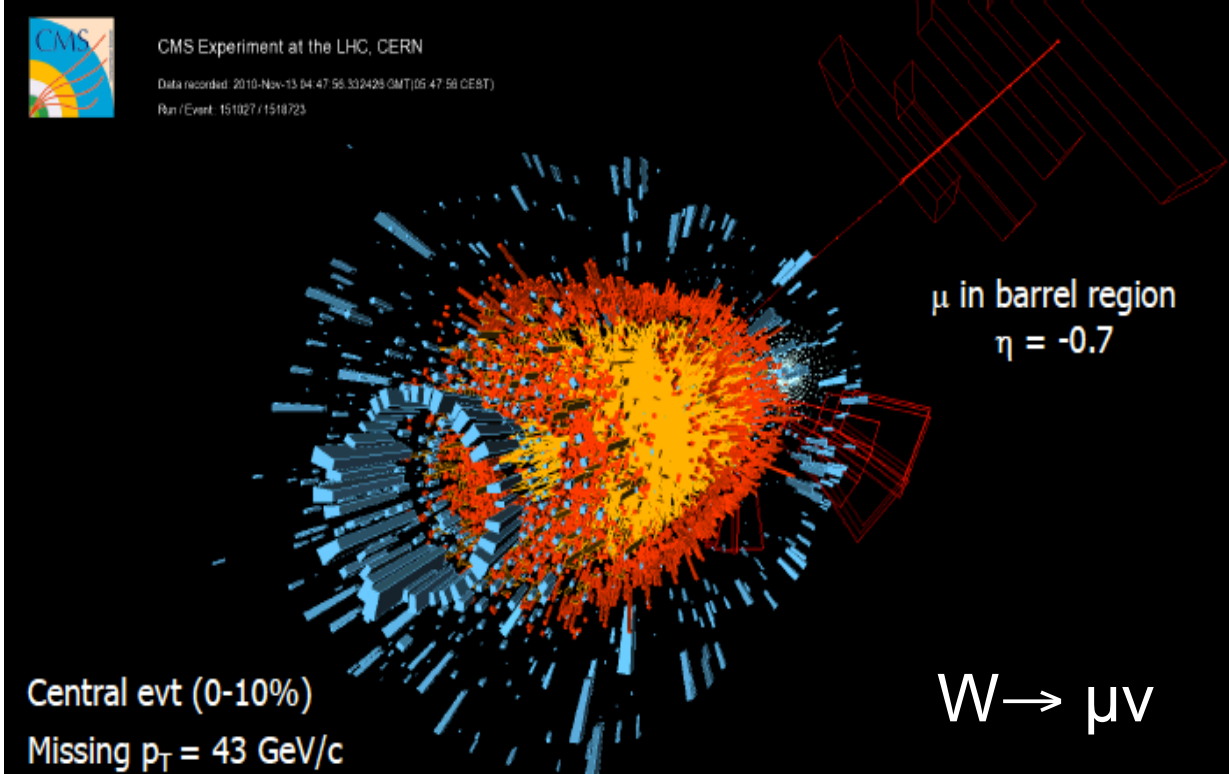 CMS
CMS Experiment at the LHC, CERN
Data recorded: 2010-Nov-13 04:47:56.332426 GMT(05:47:56 CEST)
Run / Event: 151027 / 1518723
μ in barrel region
η = -0.7
Central evt (0-10%)
Missing pT = 43 GeV/c
W→ μν